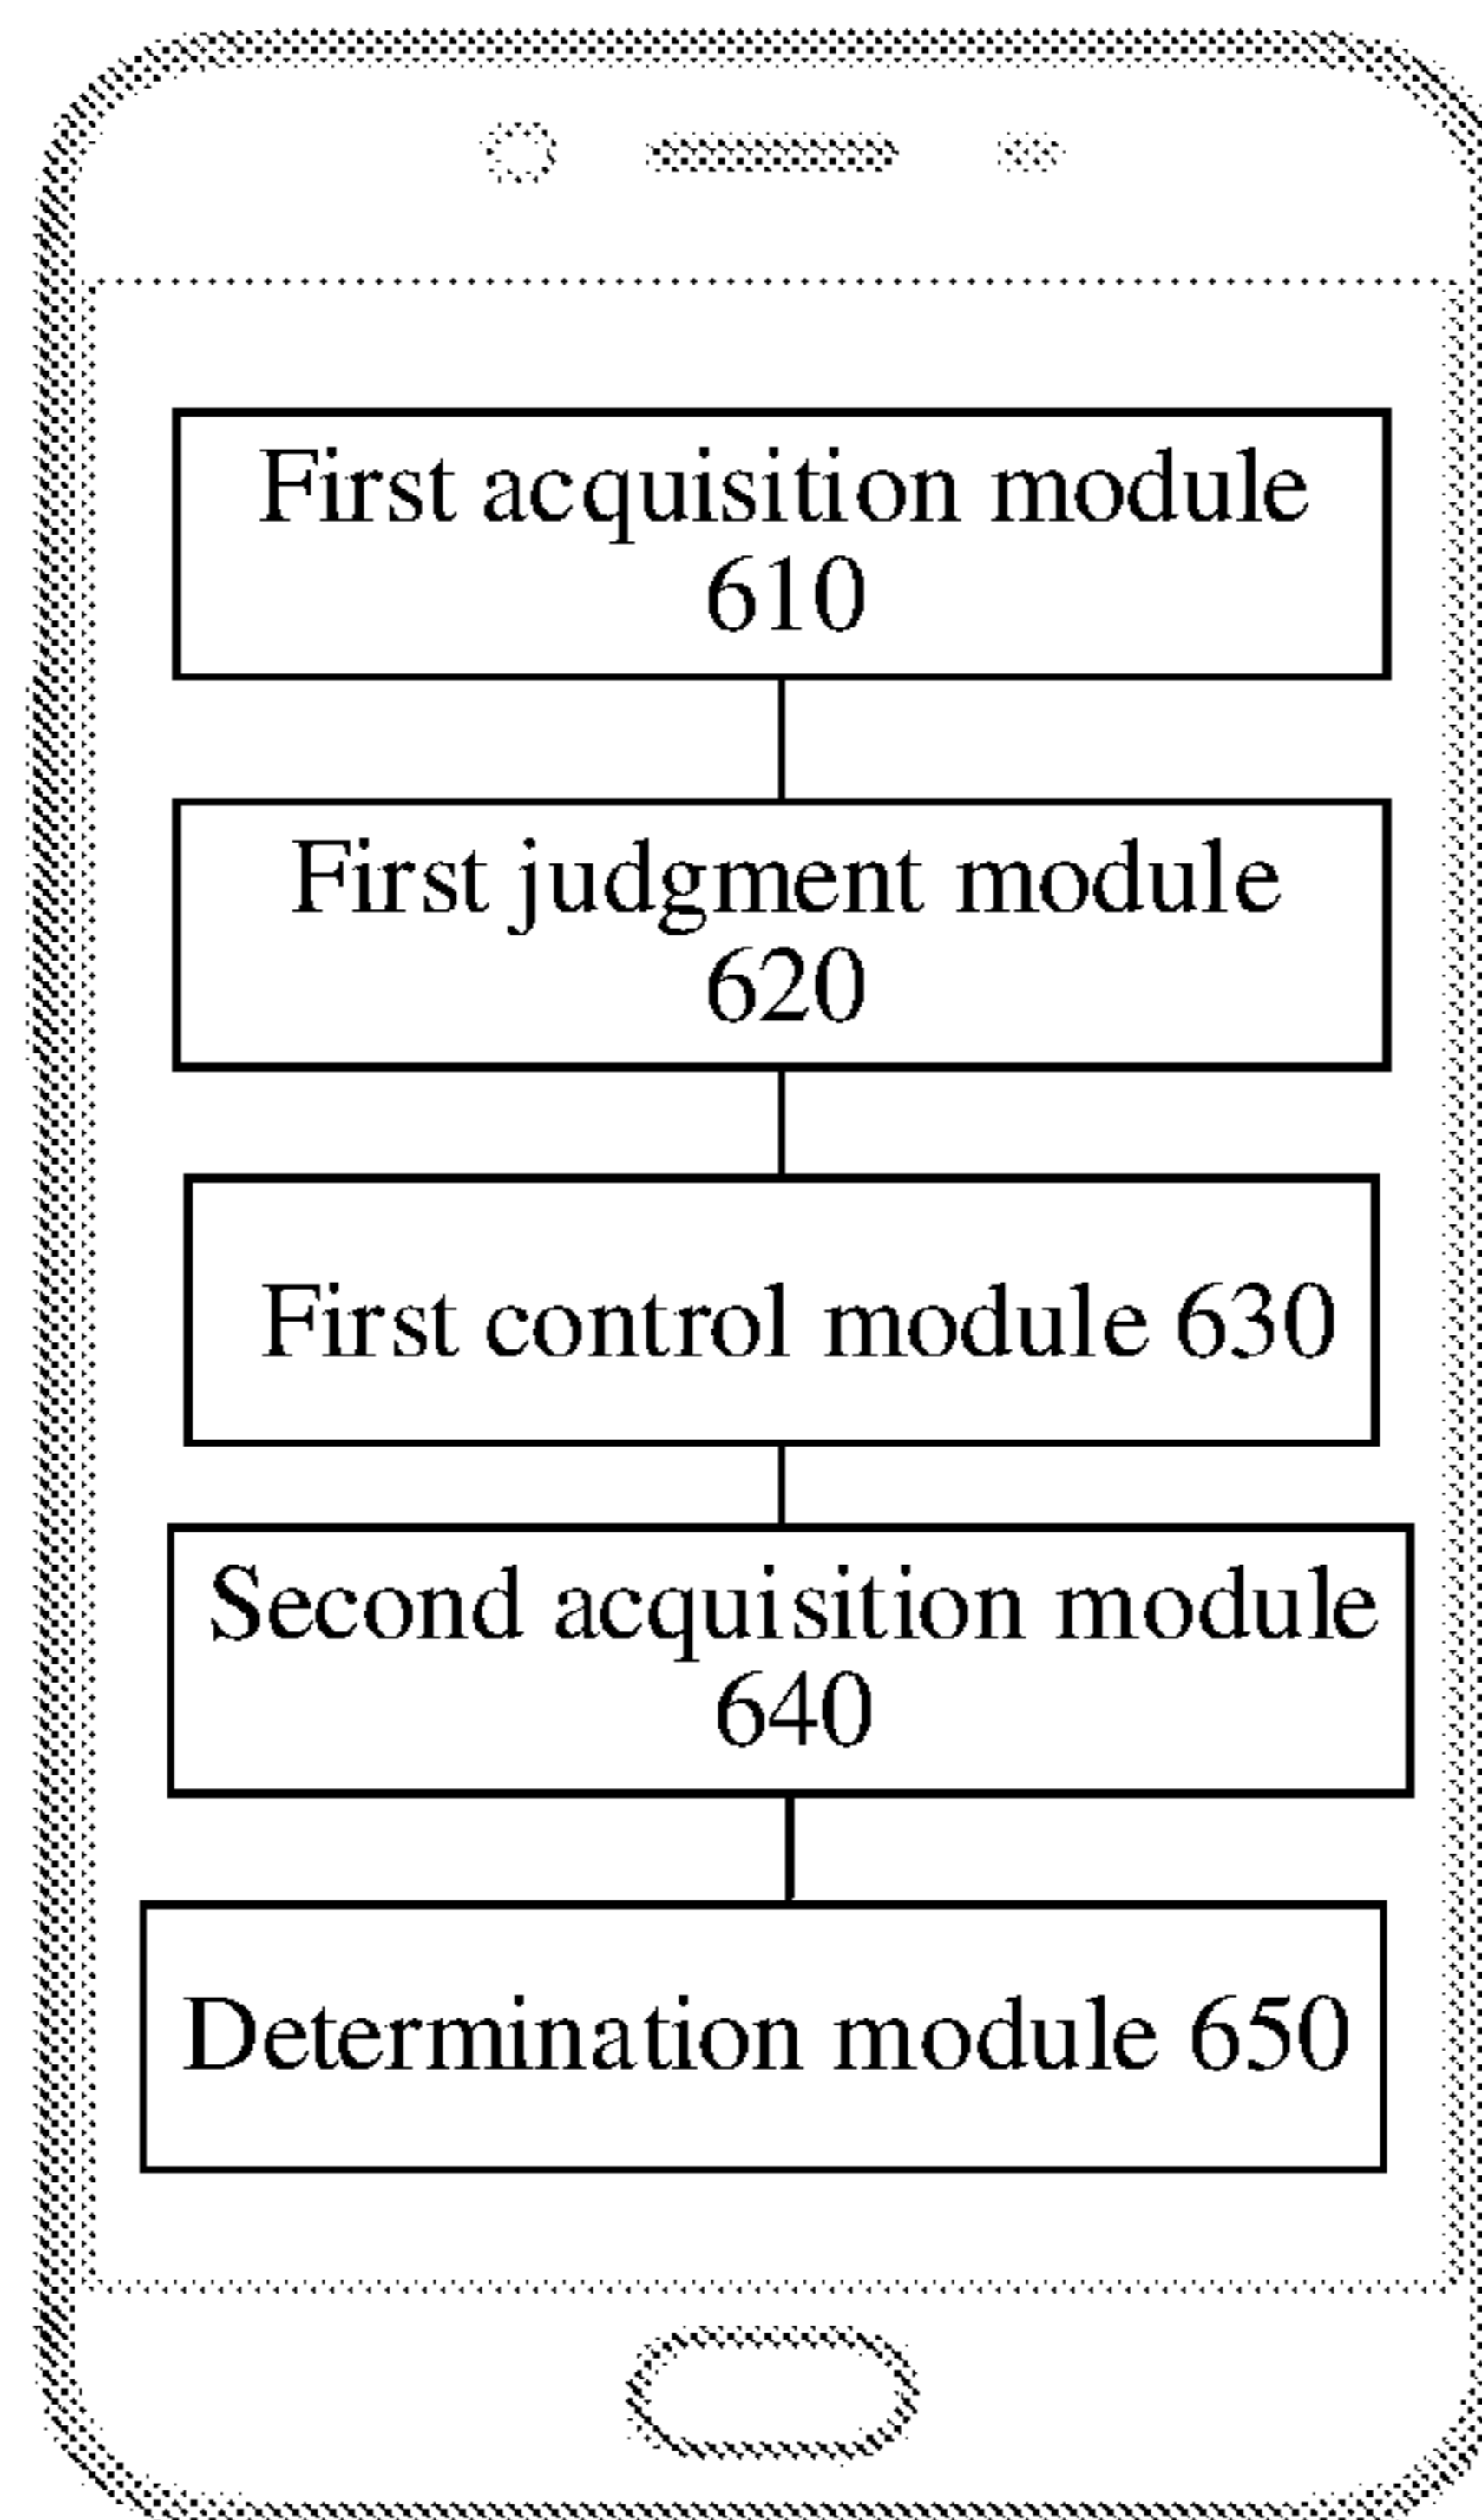 First acquisition module
610
First judgment module
620
First control module 630
Second acquisition module
640
Determination module 650